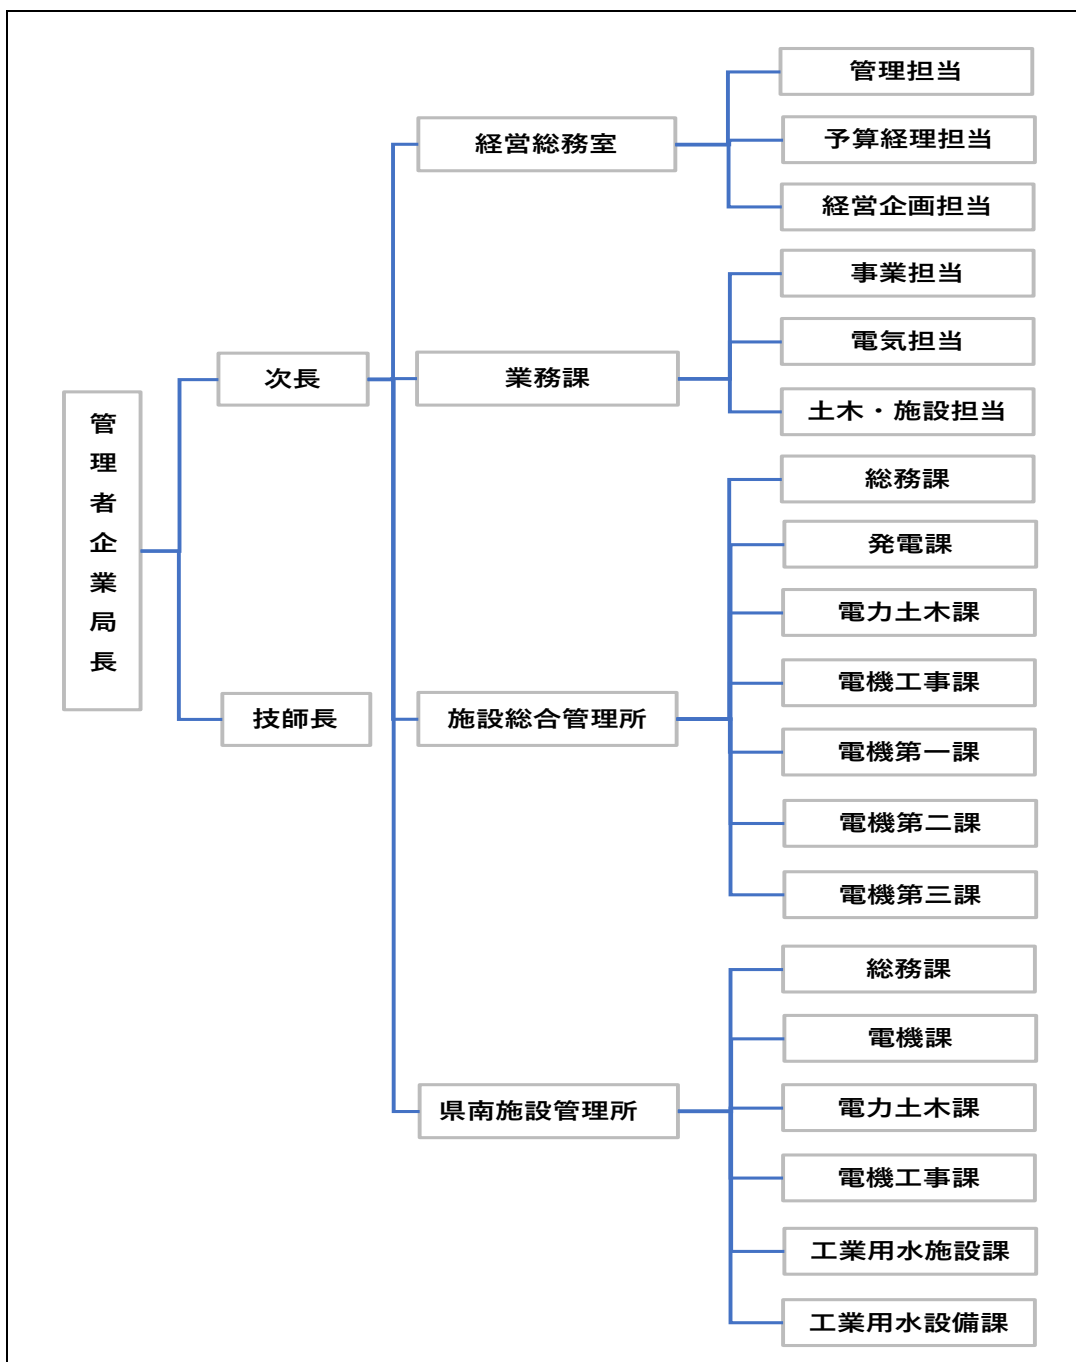 管理者企業局長
次長
技師長
経営総務室
管理担当
予算経理担当
経営企画担当
業務課
事業担当
電気担当
土木・施設担当
施設総合管理所
総務課
発電課
電力土木課
電機工事課
電機第一課
電機第二課
電機第三課
県南施設管理所
総務課
電機課
電力土木課
電機工事課
工業用水施設課
工業用水設備課